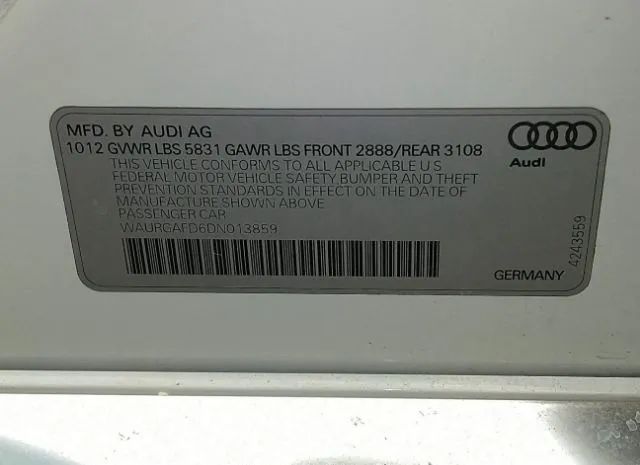 MFD. BY AUDI AG
1012 GVWR LBS 5831 GAWR LBS FRONT 2888/REAR 3108
THIS VEHICLE CONFORMS TO ALL APPLICABLE U S
FEDERAL MOTOR VEHICLE SAFETY, BUMPER AND THEFT
PREVENTION STANDARDS IN EFFECT ON THE DATE OF
MANUFACTURE SHOWN ABOVE
PASSENGER CAR
WAURGAFD6DN013859
Audi
4243559
GERMANY